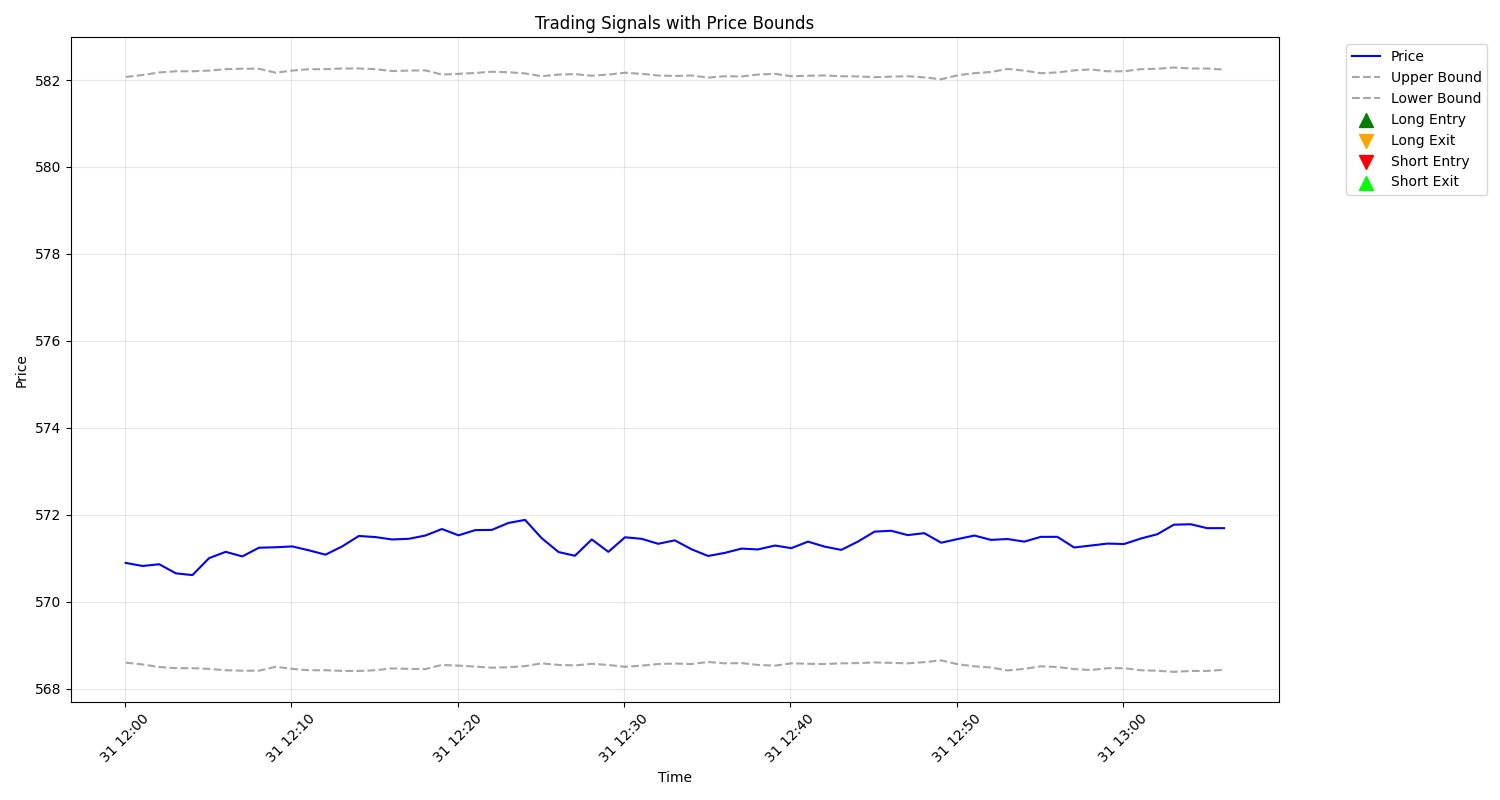 Trading Signals with Price Bounds
Price
Upper Bound
Lower Bound
Long Entry
Long Exit
Short Entry
Short Exit
582
580
578
576
574
572
570
568
Price
31 12:00
31 12:10
31 12:20
31 12:30
31 12:40
31 12:50
31 13:00
Time